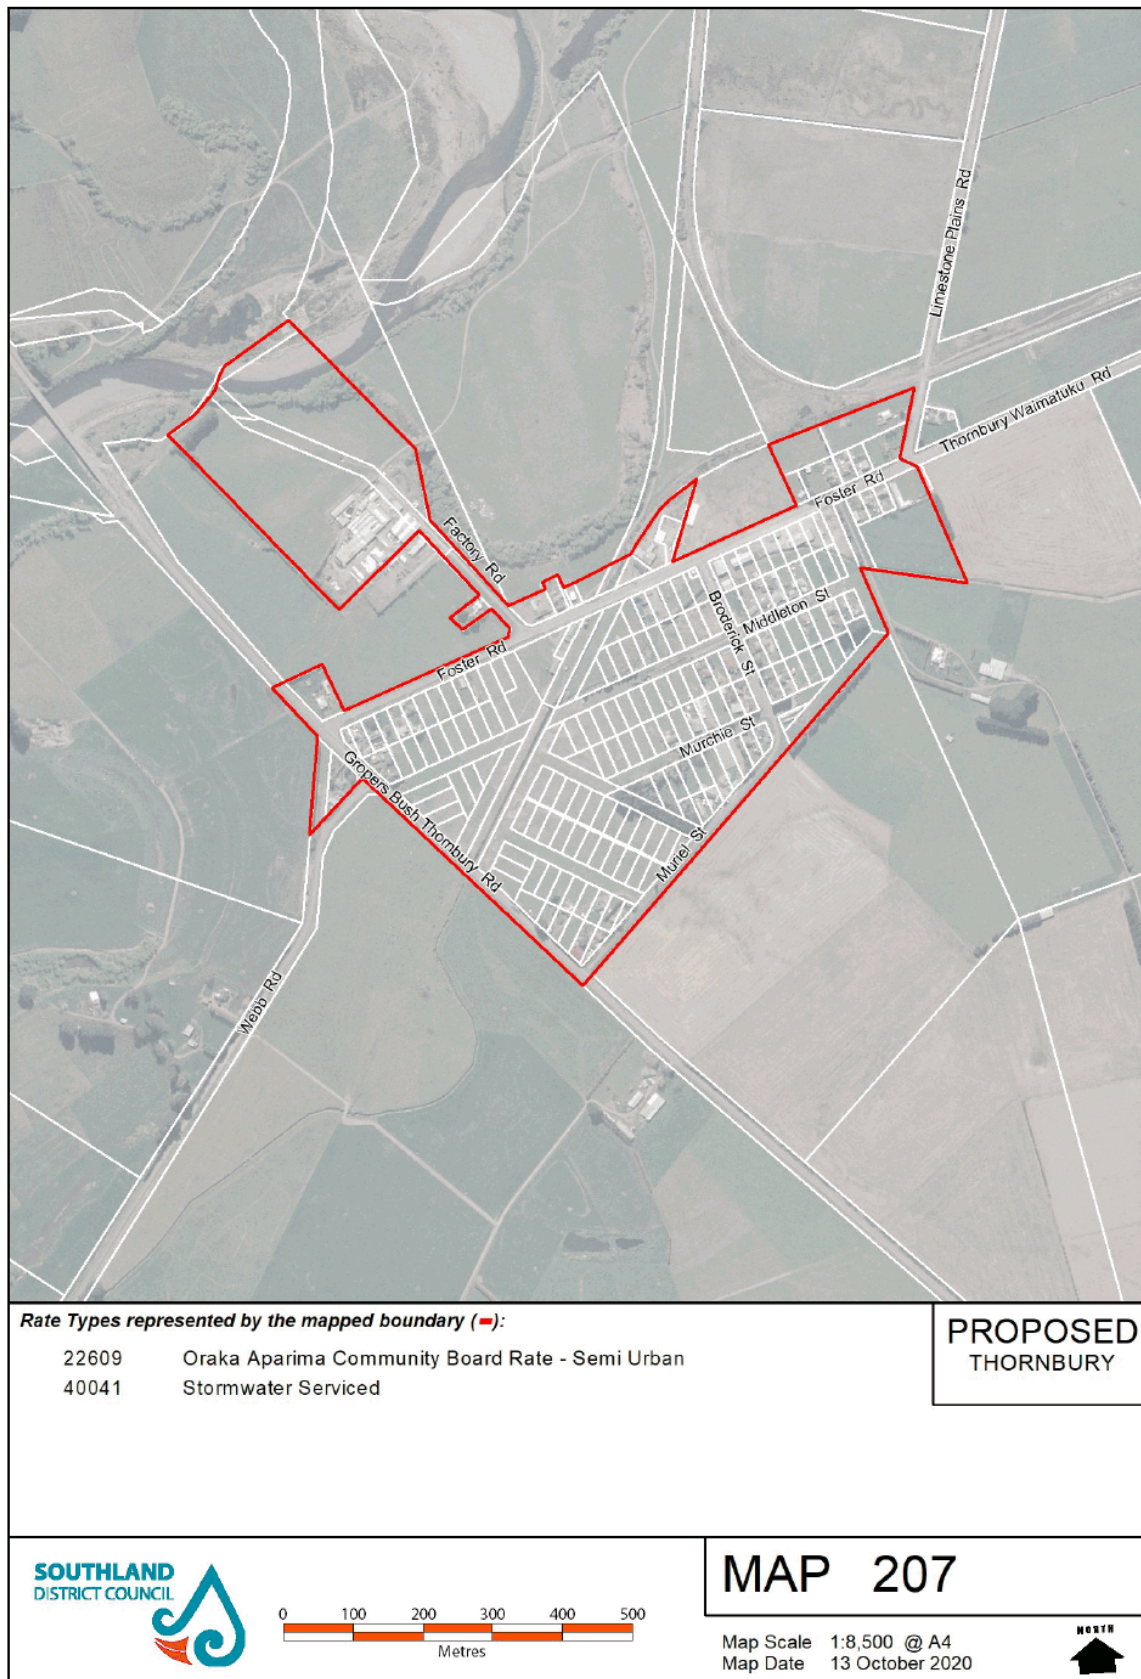 Limestone Plains Rd
Thornbury Waimatuku Rd
Foster Rd
Factory Rd
Broderick St
Middleton St
Foster Rd
Murchie St
Gropers Bush Thornbury Rd
Muriel St
Webb Rd
Rate Types represented by the mapped boundary (-):
22609 Oraka Aparima Community Board Rate - Semi Urban
40041 Stormwater Serviced
PROPOSED
THORNBURY
SOUTHLAND
DISTRICT COUNCIL
0 100 200 300 400 500
Metres
MAP 207
Map Scale 1:8,500 @ A4
Map Date 13 October 2020
NORTH